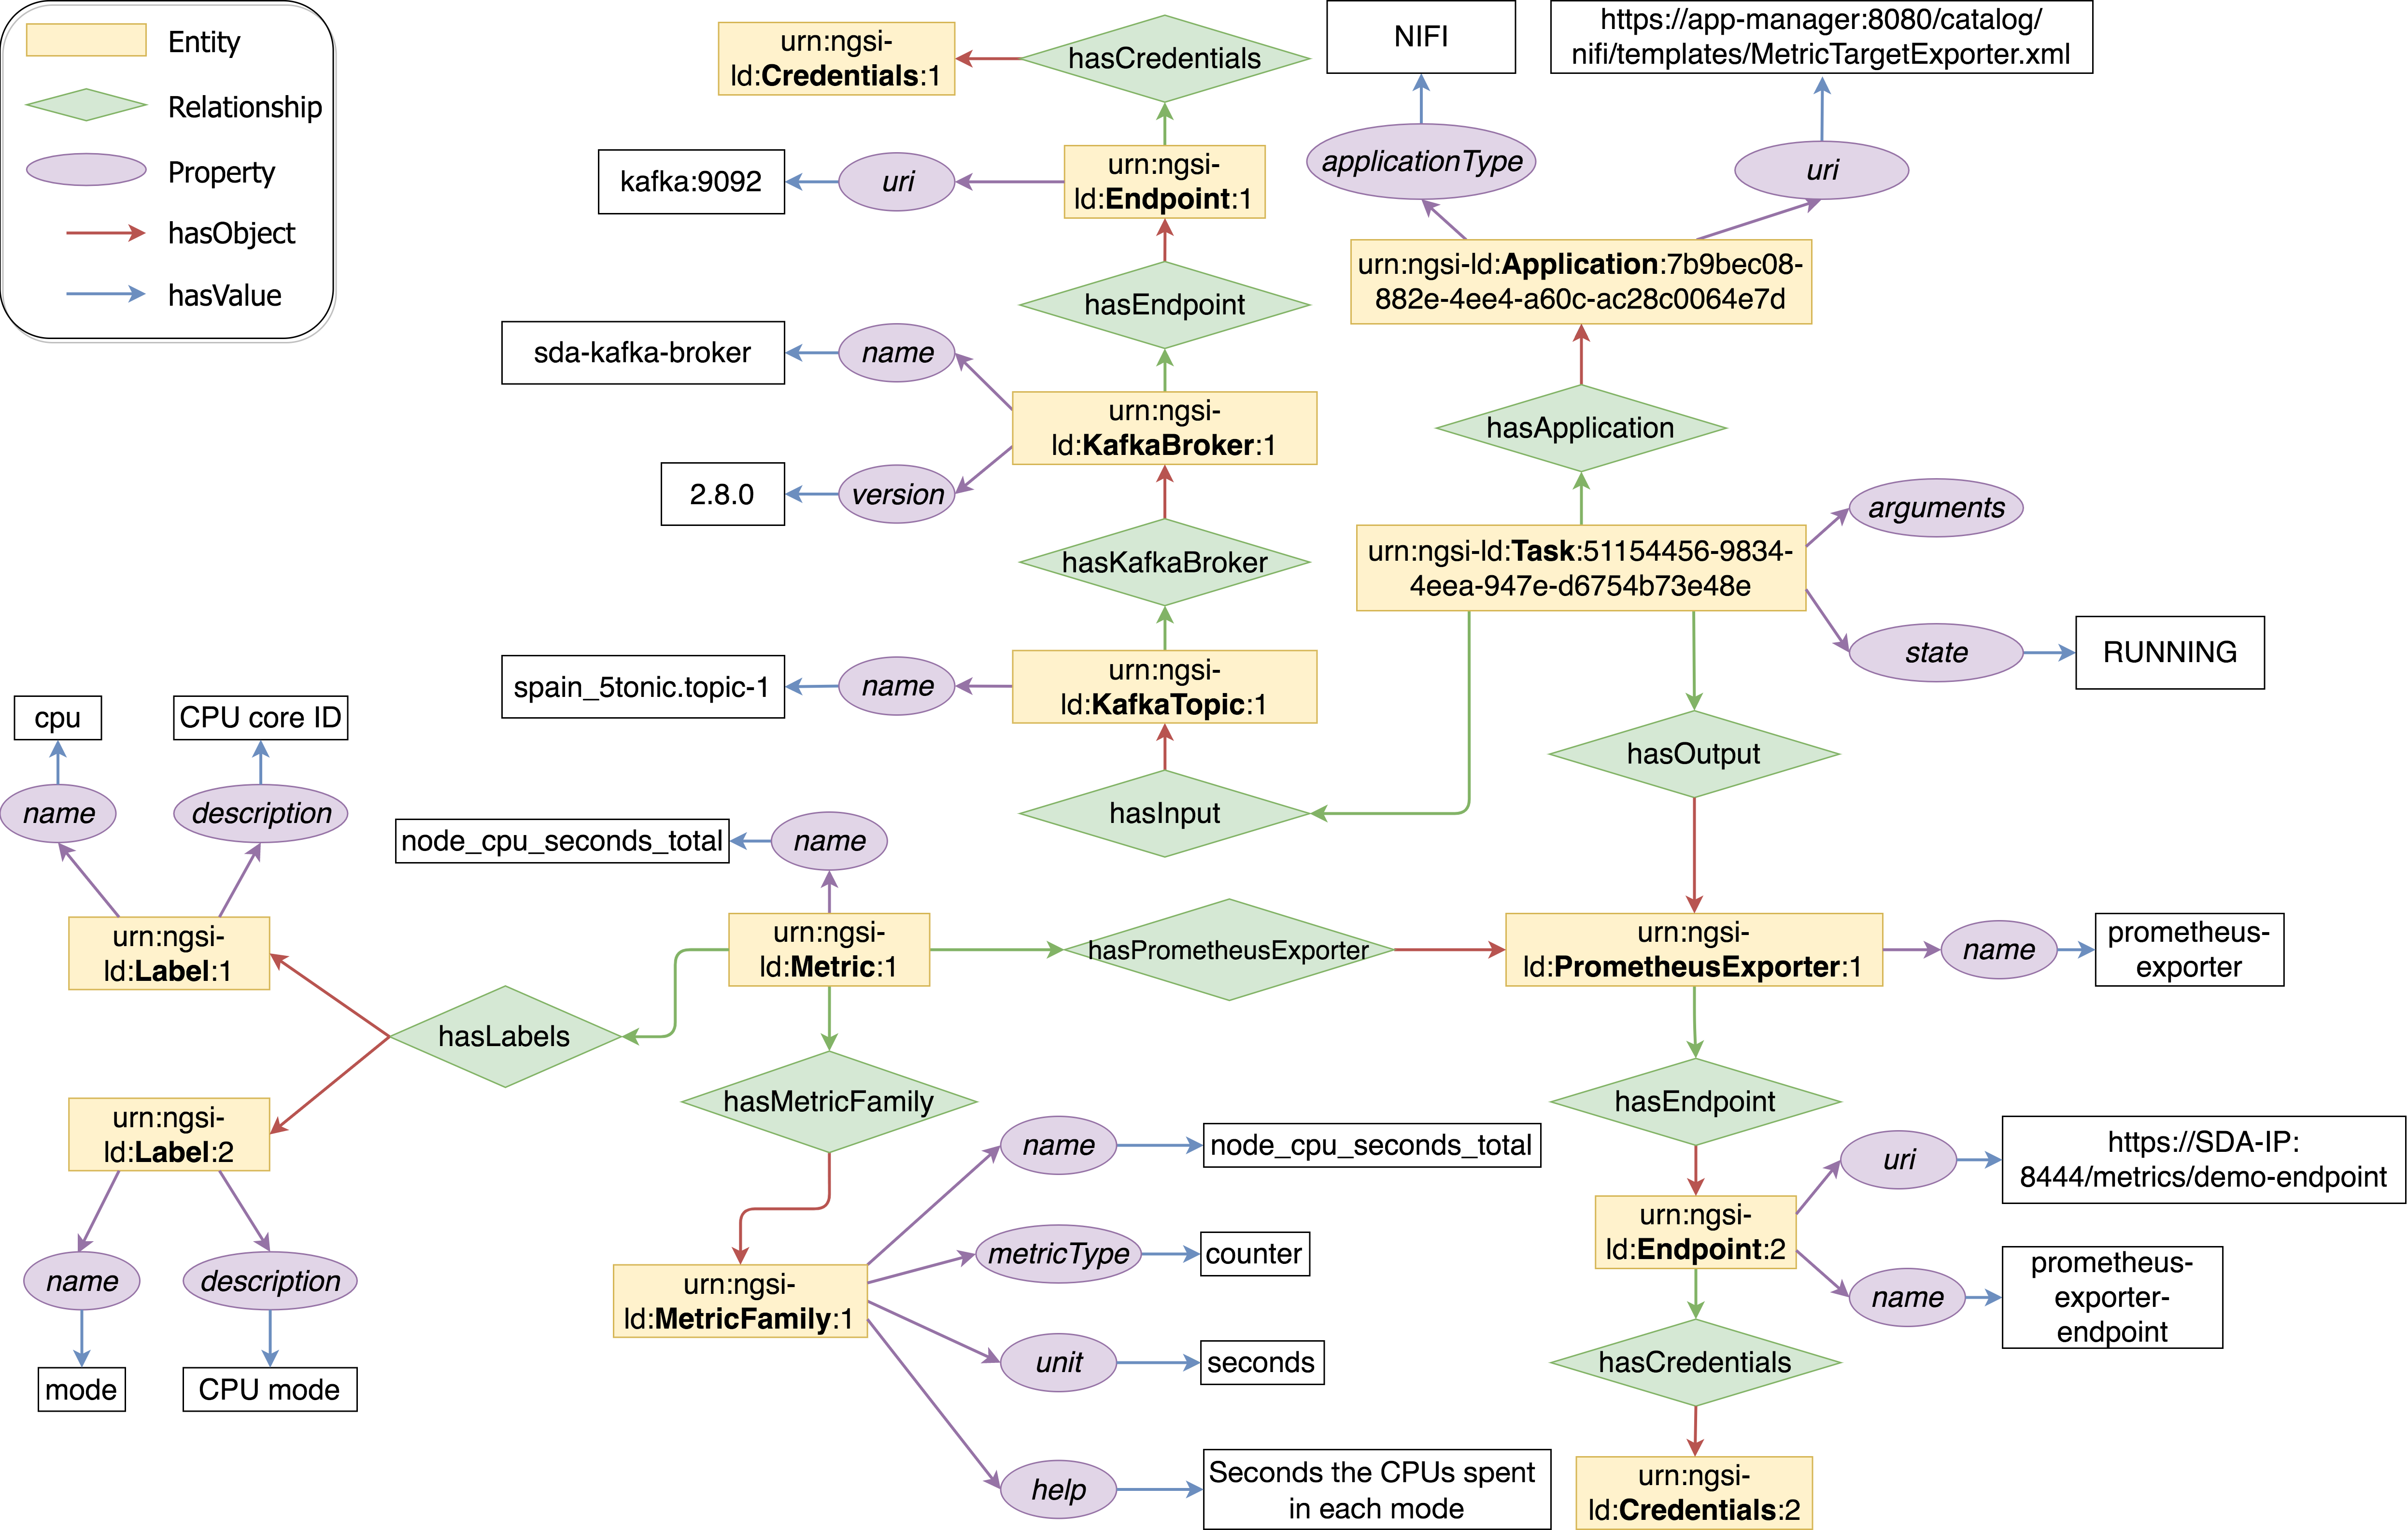 Entity
Relationship
Property
hasObject
hasValue
urn:ngsi-
ld:Credentials:1
hasCredentials
NIFI
https://app-manager:8080/catalog/
nifi/templates/MetricTargetExporter.xml
kafka:9092
uri
urn:ngsi-
ld:Endpoint:1
applicationType
uri
urn:ngsi-ld:Application:7b9bec08-
882e-4ee4-a60c-ac28c0064e7d
hasEndpoint
sda-kafka-broker
name
urn:ngsi-
ld:KafkaBroker:1
hasApplication
2.8.0
version
arguments
hasKafkaBroker
urn:ngsi-ld:Task:51154456-9834-
4eea-947e-d6754b73e48e
state
RUNNING
spain_5tonic.topic-1
name
urn:ngsi-
ld:KafkaTopic:1
cpu
CPU core ID
hasOutput
name
description
hasInput
node_cpu_seconds_total
name
urn:ngsi-
ld:Label:1
urn:ngsi-
ld:Metric:1
hasPrometheusExporter
urn:ngsi-
ld:PrometheusExporter:1
name
prometheus-
exporter
hasLabels
hasMetricFamily
hasEndpoint
urn:ngsi-
ld:Label:2
name
node_cpu_seconds_total
uri
https://SDA-IP:
8444/metrics/demo-endpoint
metricType
counter
urn:ngsi-
ld:Endpoint:2
name
description
urn:ngsi-
ld:MetricFamily:1
name
prometheus-
exporter-
endpoint
unit
seconds
hasCredentials
mode
CPU mode
help
Seconds the CPUs spent
in each mode
urn:ngsi-
ld:Credentials:2